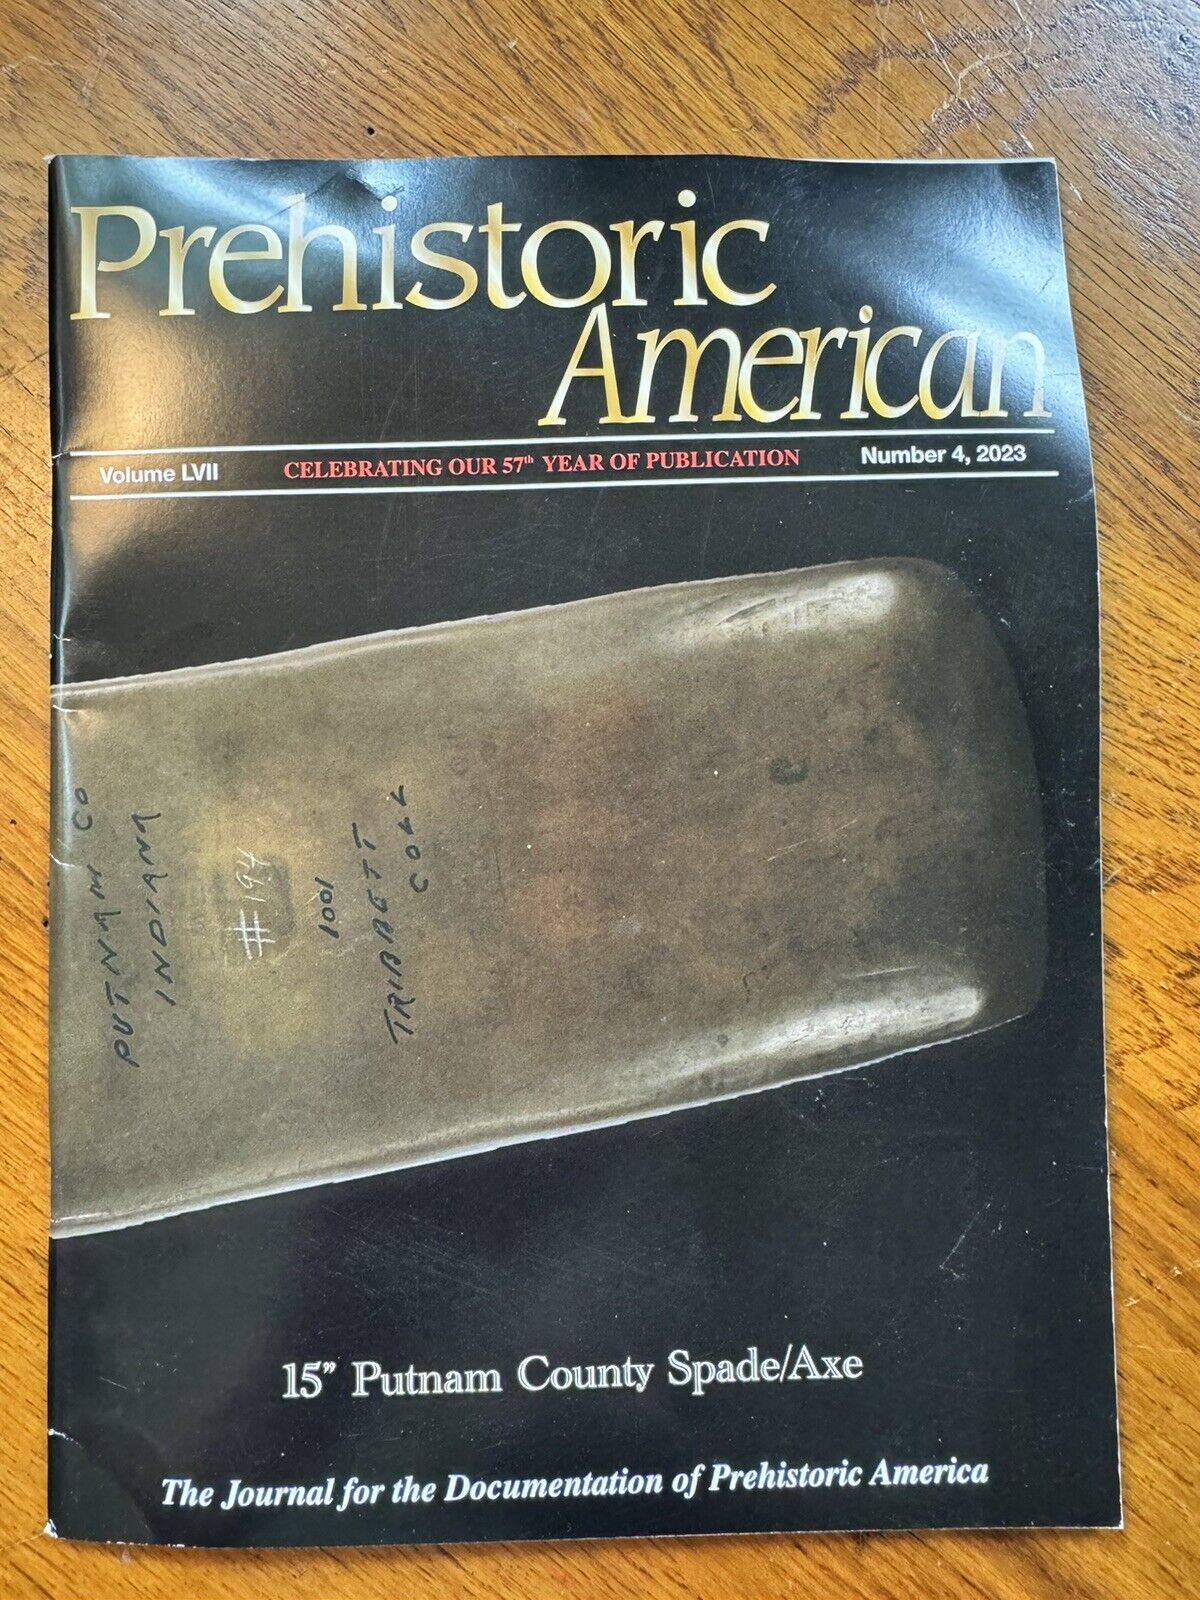 Prehistoric
American
Volume LVII
CELEBRATING OUR 57th YEAR OF PUBLICATION
Number 4, 2023
PUTNAM CO
INDIANA
#194
1001
TRIBBETT
COLL
15” Putnam County Spade/Axe
The Journal for the Documentation of Prehistoric America